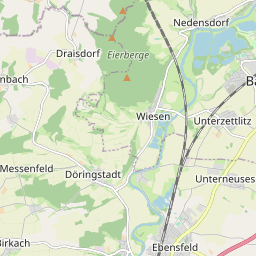 Nedensdorf
Draisdorf
Eierberge
nbach
Ba
Wiesen
Unterzettlitz
Messenfeld
Döringstadt
Unterneuses
Birkach
Ebensfeld